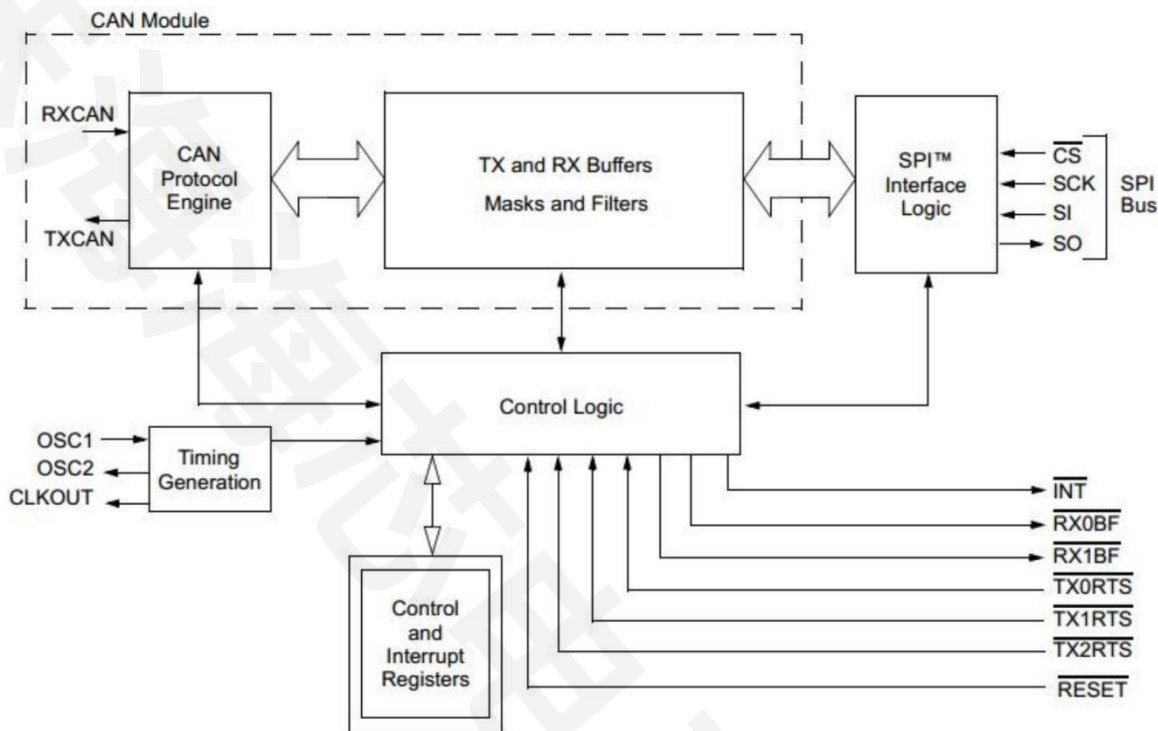 CAN Module
RXCAN
TXCAN
CAN
Protocol
Engine
TX and RX Buffers
Masks and Filters
SPI™
Interface
Logic
CS
SCK
SI
SO
SPI
Bus
Control Logic
OSC1
OSC2
CLKOUT
Timing
Generation
Control
and
Interrupt
Registers
INT
RX0BF
RX1BF
TX0RTS
TX1RTS
TX2RTS
RESET